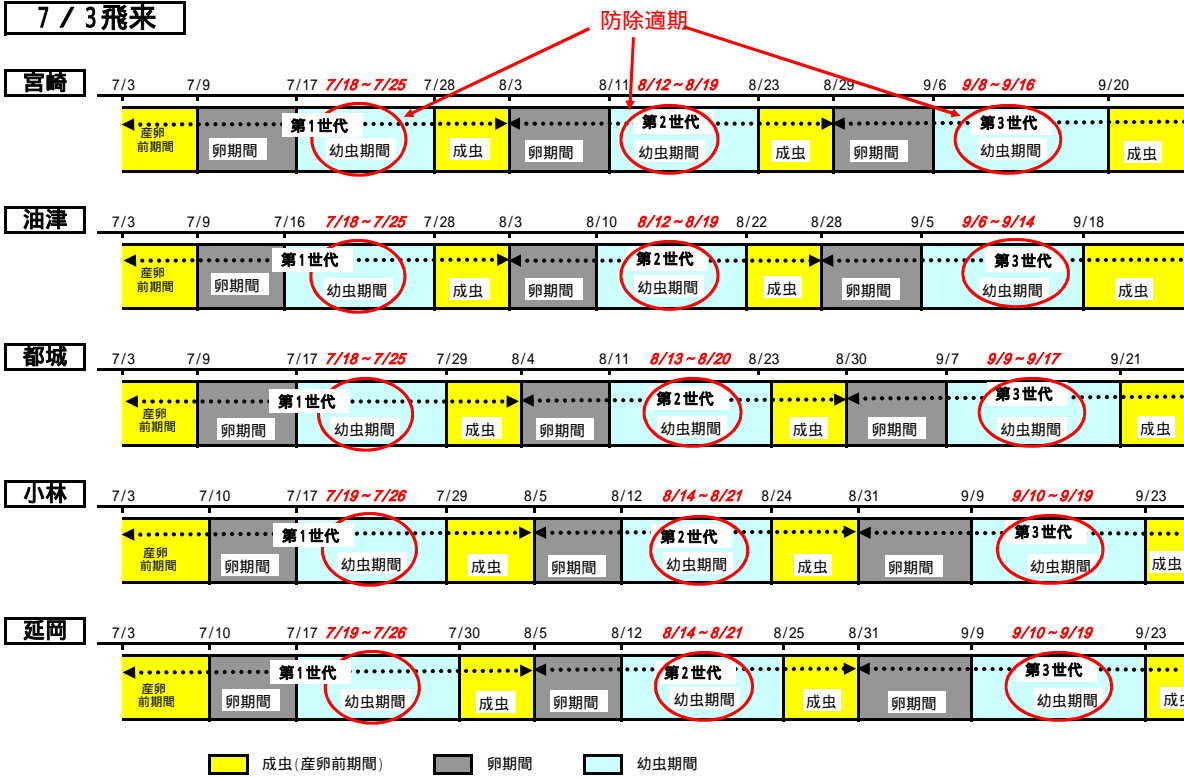 7/3飛来
防除適期
宮崎
7/3 7/9 7/17 7/18~7/25 7/28 8/3 8/11 8/12~8/19 8/23 8/29 9/6 9/8~9/16 9/20
第1世代 第2世代 第3世代
産卵
前期間
卵期間 幼虫期間 成虫 卵期間 幼虫期間 成虫 卵期間 幼虫期間 成虫
油津
7/3 7/9 7/16 7/18~7/25 7/28 8/3 8/10 8/12~8/19 8/22 8/28 9/5 9/6~9/14 9/18
第1世代 第2世代 第3世代
産卵
前期間
卵期間 幼虫期間 成虫 卵期間 幼虫期間 成虫 卵期間 幼虫期間 成虫
都城
7/3 7/9 7/17 7/18~7/25 7/29 8/4 8/11 8/13~8/20 8/23 8/30 9/7 9/9~9/17 9/21
第1世代 第2世代 第3世代
産卵
前期間
卵期間 幼虫期間 成虫 卵期間 幼虫期間 成虫 卵期間 幼虫期間 成虫
小林
7/3 7/10 7/17 7/19~7/26 7/29 8/5 8/12 8/14~8/21 8/24 8/31 9/9 9/10~9/19 9/23
第1世代 第2世代 第3世代
産卵
前期間
卵期間 幼虫期間 成虫 卵期間 幼虫期間 成虫 卵期間 幼虫期間 成虫
延岡
7/3 7/10 7/17 7/19~7/26 7/30 8/5 8/12 8/14~8/21 8/25 8/31 9/9 9/10~9/19 9/23
第1世代 第2世代 第3世代
産卵
前期間
卵期間 幼虫期間 成虫 卵期間 幼虫期間 成虫 卵期間 幼虫期間 成虫
成虫(産卵前期間) 卵期間 幼虫期間